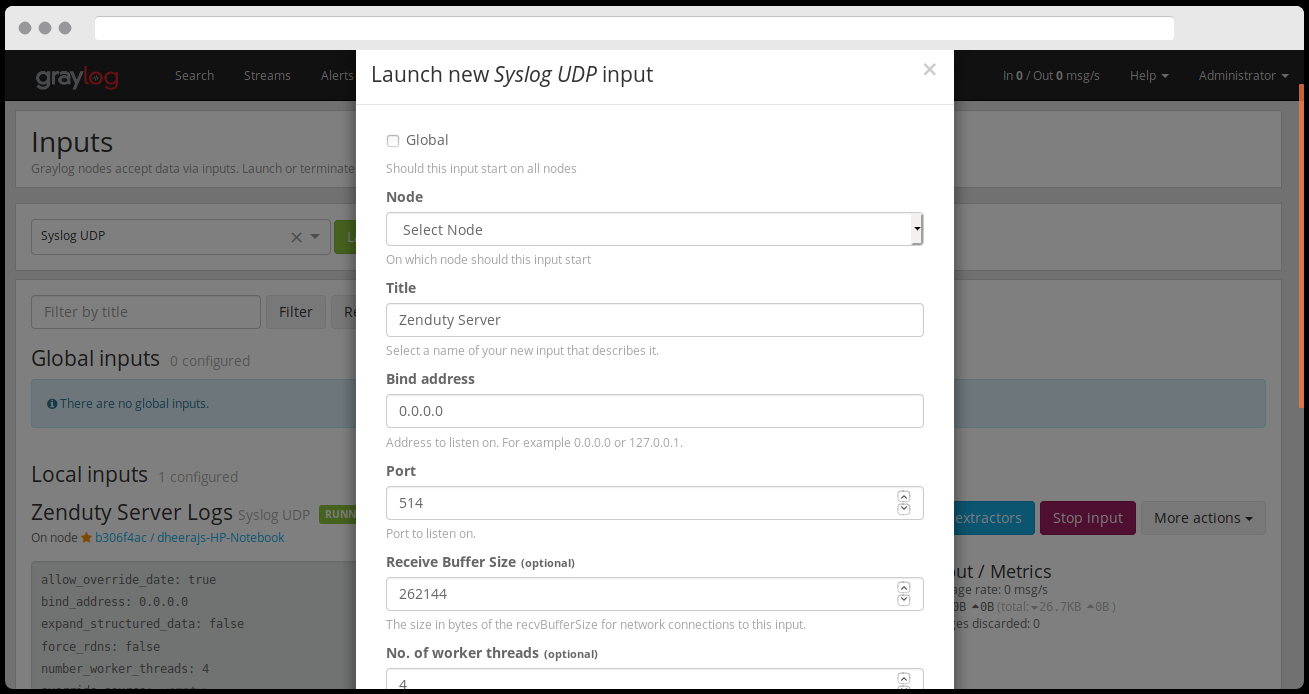 graylog Search Streams Alerts In 0 / Out 0 msg/s Help Administrator
Launch new Syslog UDP input ×
Inputs
Graylog nodes accept data via inputs. Launch or terminate
Syslog UDP
Filter by title Filter
Global inputs 0 configured
There are no global inputs.
Local inputs 1 configured
Zenduty Server Logs Syslog UDP
On node b306f4ac / dheerajs-HP-Notebook
allow_override_date: true
bind_address: 0.0.0.0
expand_structured_data: false
force_rdns: false
number_worker_threads: 4
Global
Should this input start on all nodes
Node
Select Node
On which node should this input start
Title
Zenduty Server
Select a name of your new input that describes it.
Bind address
0.0.0.0
Address to listen on. For example 0.0.0.0 or 127.0.0.1.
Port
514
Port to listen on.
Receive Buffer Size (optional)
262144
The size in bytes of the recvBufferSize for network connections to this input.
No. of worker threads (optional)
4
extractors Stop input More actions
/ Metrics
rate: 0 msg/s
0B 0B (total: 26.7KB 0B )
discarded: 0